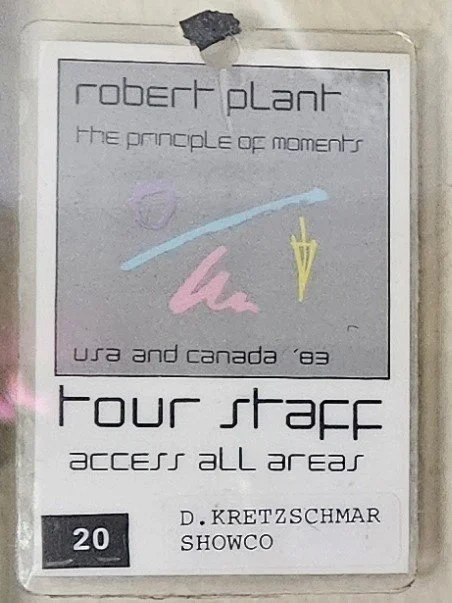 robert plant
the principle of moments
usa and canada '83
tour staff
access all areas
20
D.KRETZSCHMAR
SHOWCO